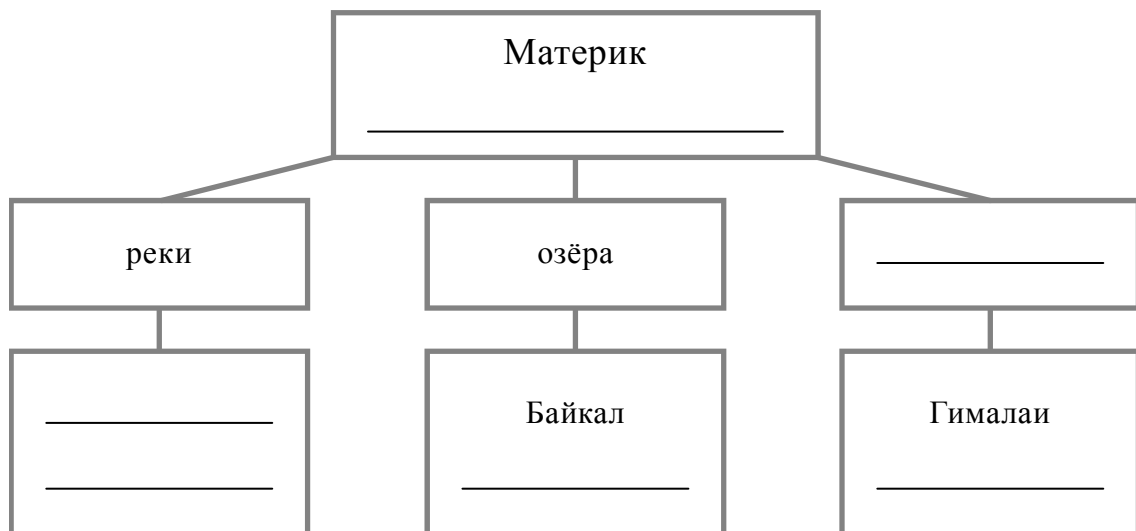 Материк
реки
озёра
Байкал
Гималаи